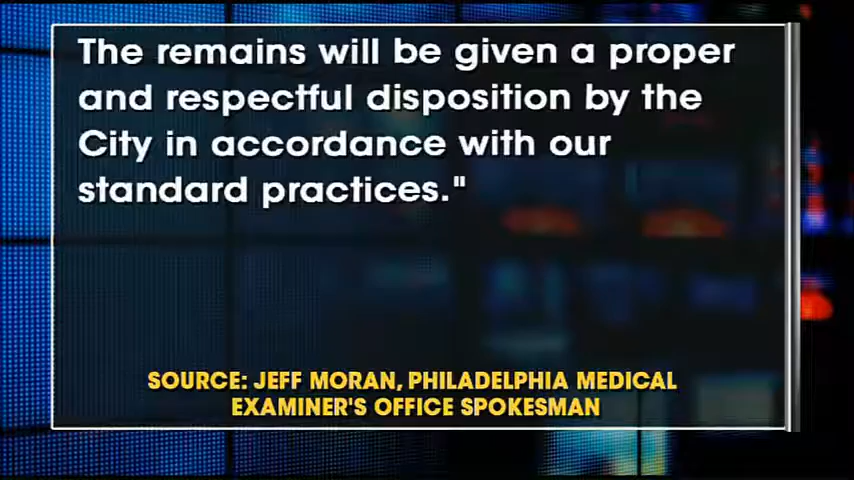 The remains will be given a proper
and respectful disposition by the
City in accordance with our
standard practices."
SOURCE: JEFF MORAN, PHILADELPHIA MEDICAL
EXAMINER'S OFFICE SPOKESMAN